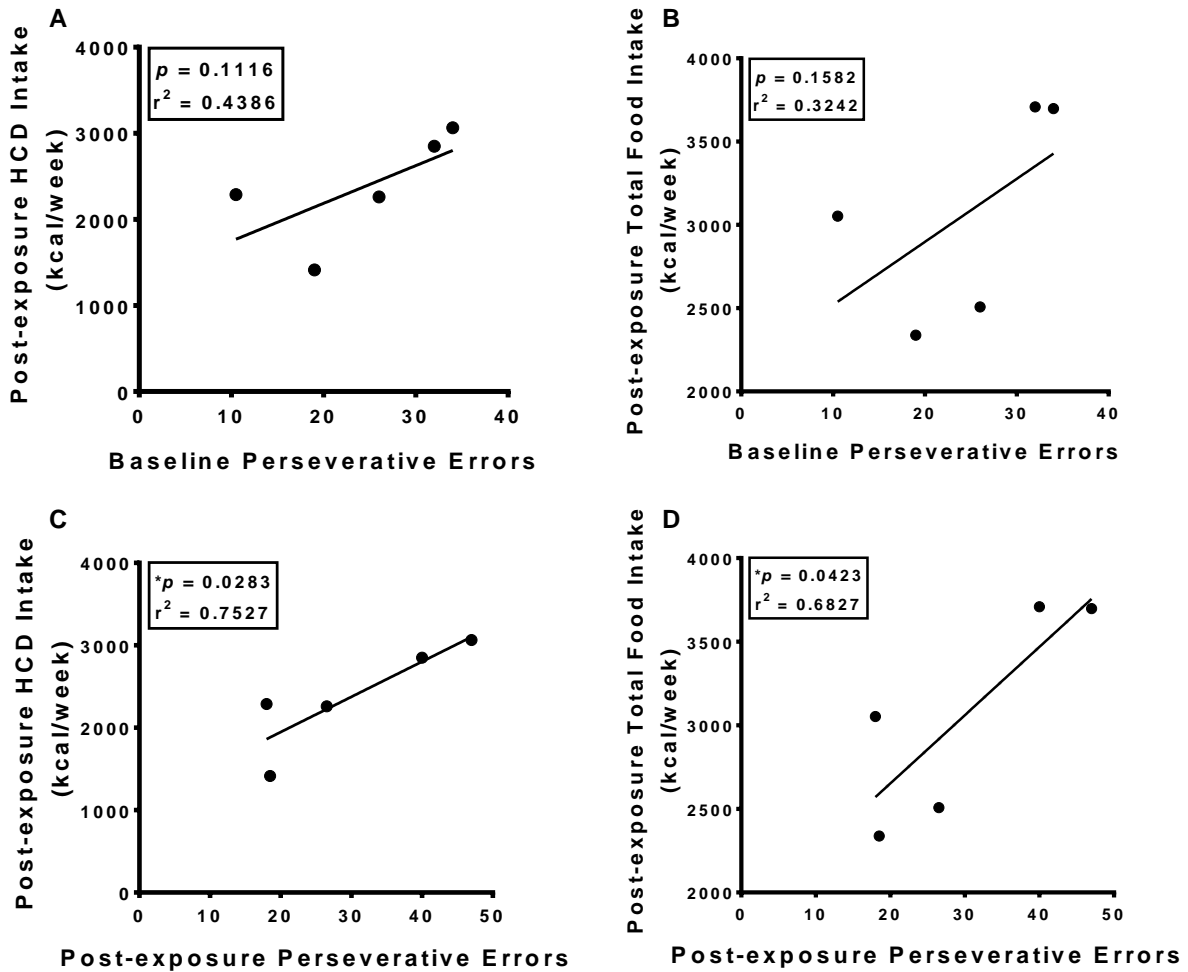 A
Post-exposure HCD Intake
(kcal/week)
4000
3000
2000
1000
0
p = 0.1116
r² = 0.4386
0 10 20 30 40
Baseline Perseverative Errors
B
Post-exposure Total Food Intake
(kcal/week)
4000
3500
3000
2500
2000
p = 0.1582
r² = 0.3242
0 10 20 30 40
Baseline Perseverative Errors
C
Post-exposure HCD Intake
(kcal/week)
4000
3000
2000
1000
0
*p = 0.0283
r² = 0.7527
0 10 20 30 40 50
Post-exposure Perseverative Errors
D
Post-exposure Total Food Intake
(kcal/week)
4000
3500
3000
2500
2000
*p = 0.0423
r² = 0.6827
0 10 20 30 40 50
Post-exposure Perseverative Errors